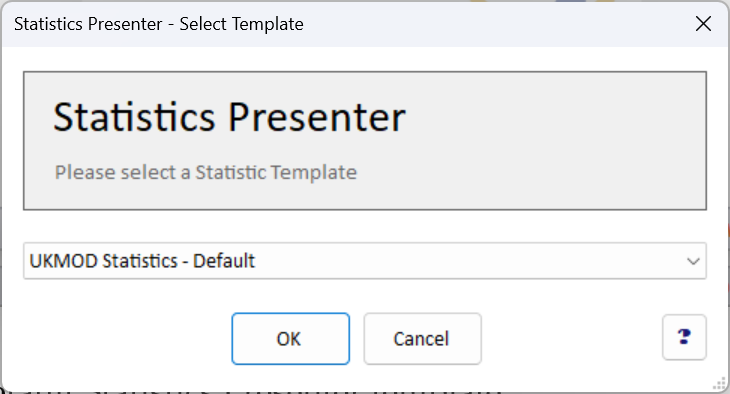 Statistics Presenter - Select Template
Statistics Presenter
Please select a Statistic Template
UKMOD Statistics - Default
OK
Cancel
?